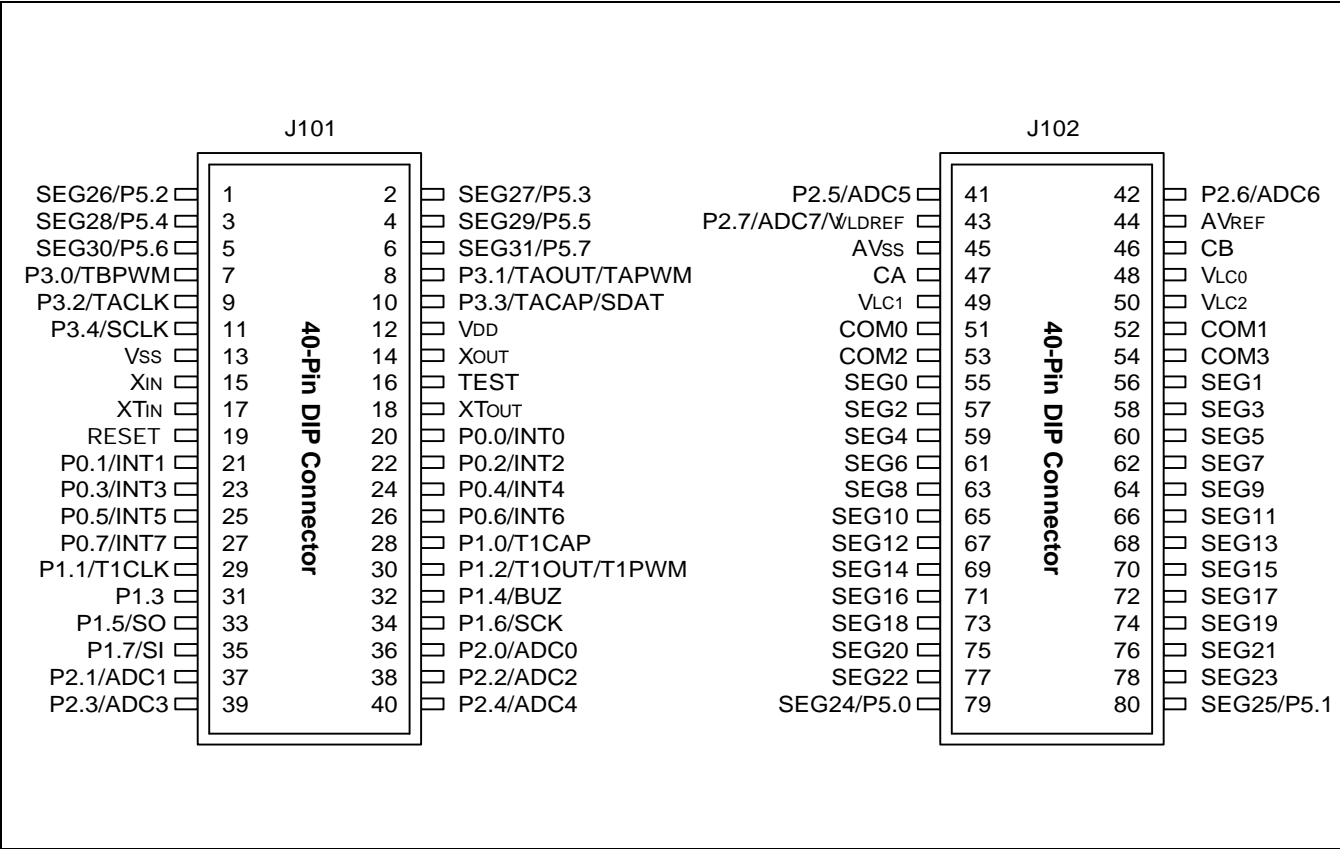 J101
SEG26/P5.2 1 2 SEG27/P5.3
SEG28/P5.4 3 4 SEG29/P5.5
SEG30/P5.6 5 6 SEG31/P5.7
P3.0/TBPWM 7 8 P3.1/TAOUT/TAPWM
P3.2/TACLK 9 10 P3.3/TACAP/SDAT
P3.4/SCLK 11 12 VDD
VSS 13 14 XOUT
XIN 15 16 TEST
XTIN 17 18 XTOUT
RESET 19 20 P0.0/INT0
P0.1/INT1 21 22 P0.2/INT2
P0.3/INT3 23 24 P0.4/INT4
P0.5/INT5 25 26 P0.6/INT6
P0.7/INT7 27 28 P1.0/T1CAP
P1.1/T1CLK 29 30 P1.2/T1OUT/T1PWM
P1.3 31 32 P1.4/BUZ
P1.5/SO 33 34 P1.6/SCK
P1.7/SI 35 36 P2.0/ADC0
P2.1/ADC1 37 38 P2.2/ADC2
P2.3/ADC3 39 40 P2.4/ADC4
40-Pin DIP Connector
J102
P2.5/ADC5 41 42 P2.6/ADC6
P2.7/ADC7/VVLDREF 43 44 AVREF
AVSS 45 46 CB
CA 47 48 VLC0
VLC1 49 50 VLC2
COM0 51 52 COM1
COM2 53 54 COM3
SEG0 55 56 SEG1
SEG2 57 58 SEG3
SEG4 59 60 SEG5
SEG6 61 62 SEG7
SEG8 63 64 SEG9
SEG10 65 66 SEG11
SEG12 67 68 SEG13
SEG14 69 70 SEG15
SEG16 71 72 SEG17
SEG18 73 74 SEG19
SEG20 75 76 SEG21
SEG22 77 78 SEG23
SEG24/P5.0 79 80 SEG25/P5.1
40-Pin DIP Connector